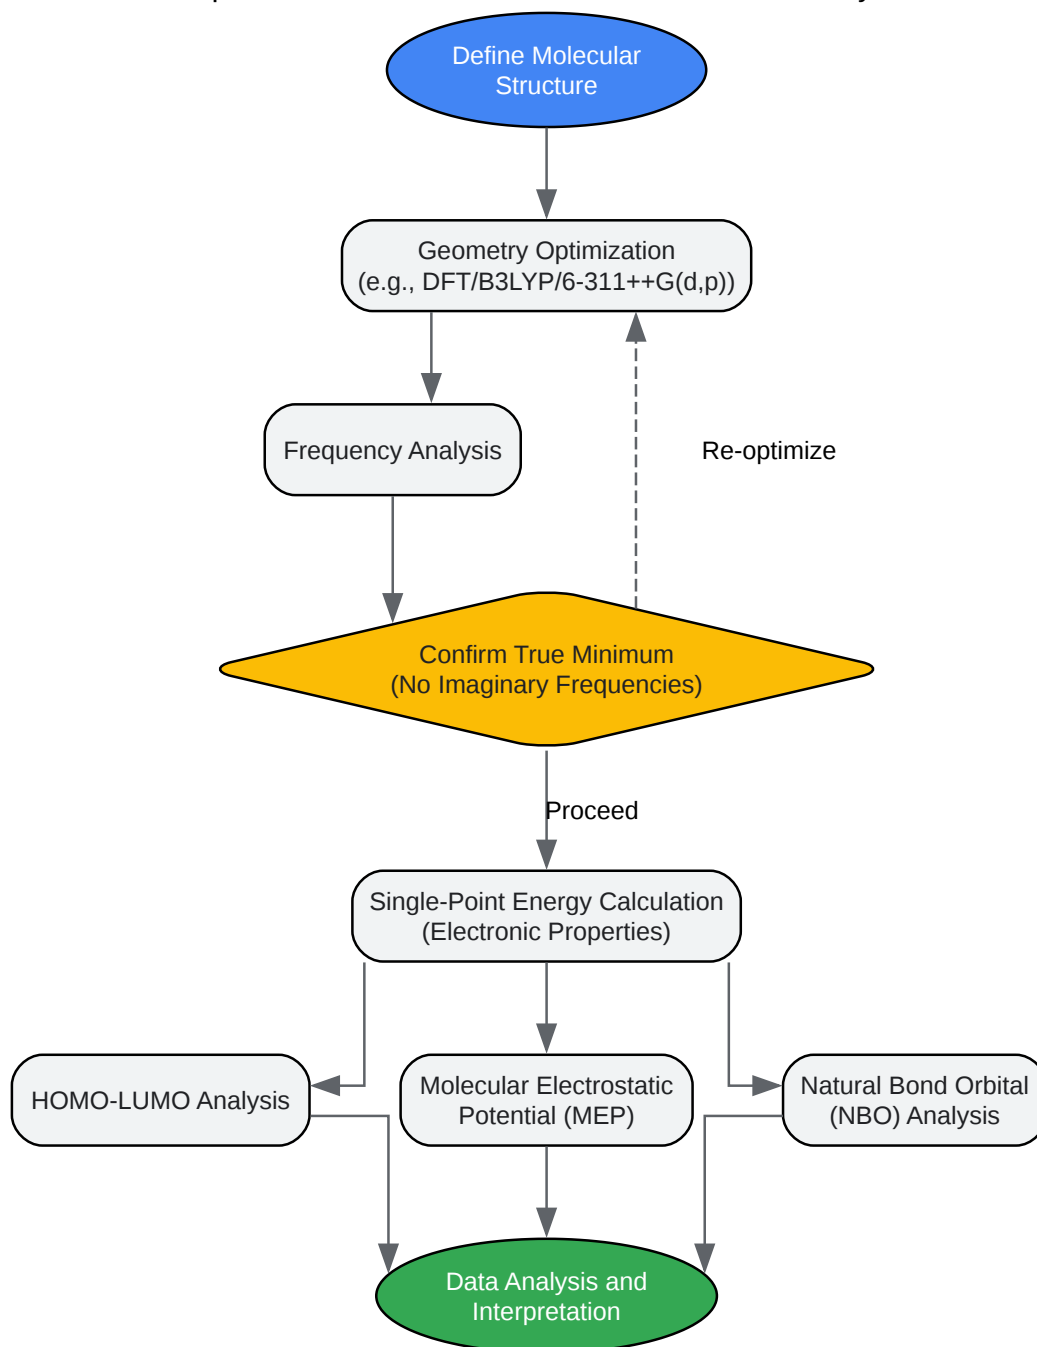 Define Molecular
Structure
Geometry Optimization
(e.g., DFT/B3LYP/6-311++G(d,p))
Frequency Analysis
Re-optimize
Confirm True Minimum
(No Imaginary Frequencies)
Proceed
Single-Point Energy Calculation
(Electronic Properties)
HOMO-LUMO Analysis
Molecular Electrostatic
Potential (MEP)
Natural Bond Orbital
(NBO) Analysis
Data Analysis and
Interpretation